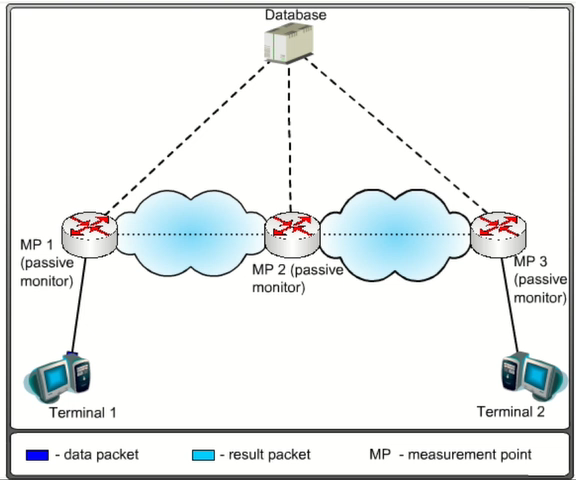 Database
MP 1
(passive
monitor)
MP 2 (passive
monitor)
MP 3
(passive
monitor)
Terminal 1
Terminal 2
- data packet
- result packet
MP - measurement point